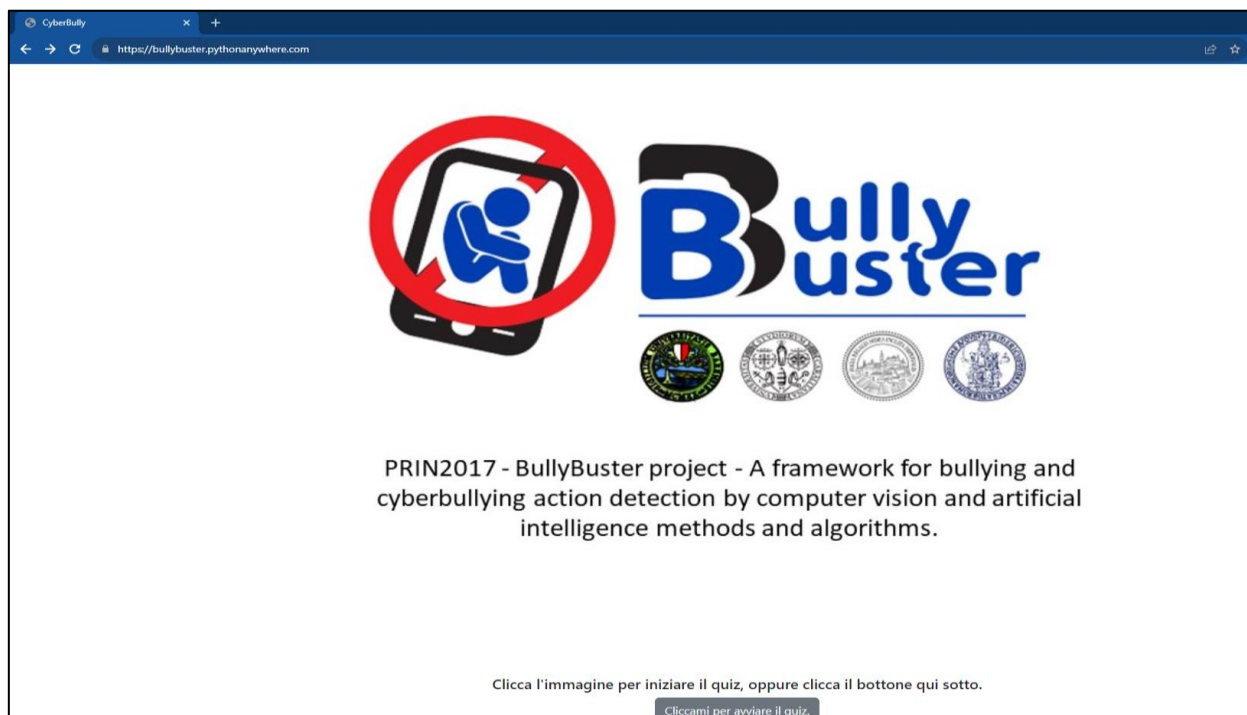 CyberBully
https://bullybuster.pythonanywhere.com
Bully
Buster
PRIN2017 - BullyBuster project - A framework for bullying and
cyberbullying action detection by computer vision and artificial
intelligence methods and algorithms.
Clicca l'immagine per iniziare il quiz, oppure clicca il bottone qui sotto.
Cliccami per avviare il quiz.